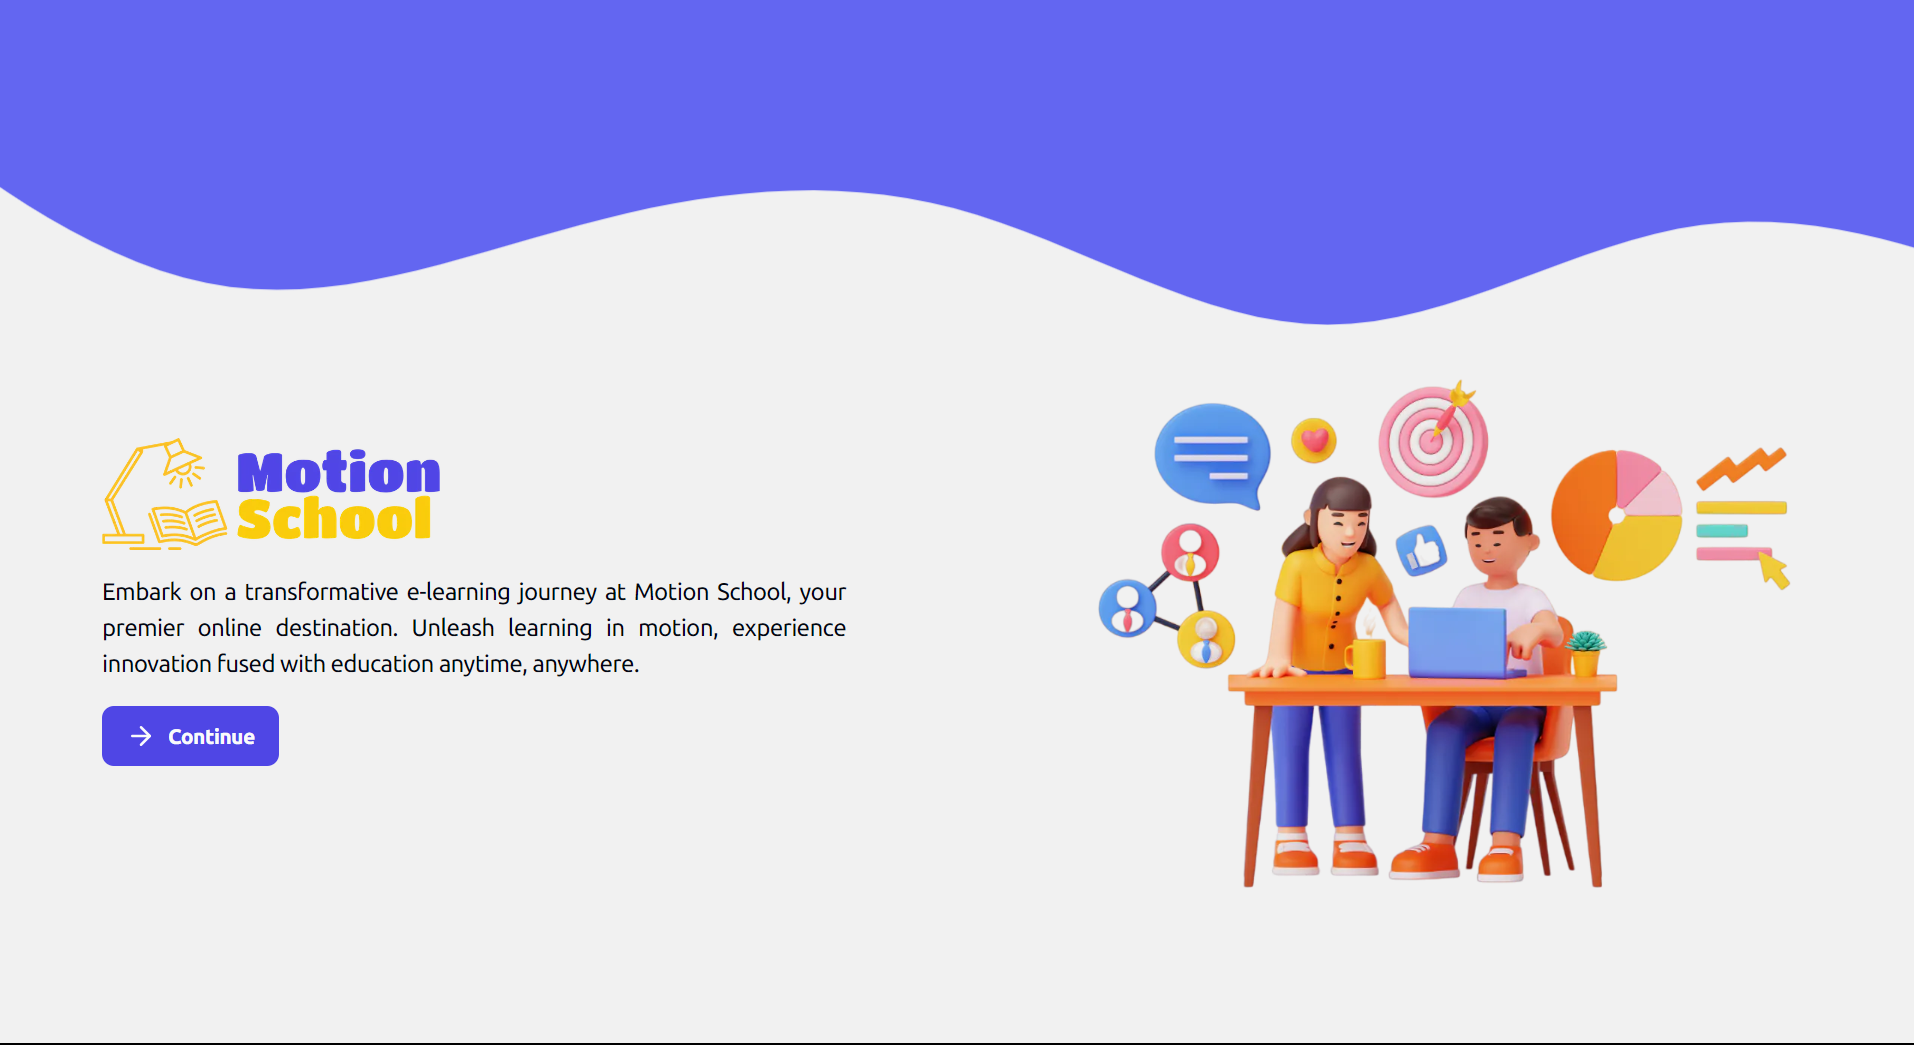 Motion
School
Embark on a transformative e-learning journey at Motion School, your
premier online destination. Unleash learning in motion, experience
innovation fused with education anytime, anywhere.
Continue